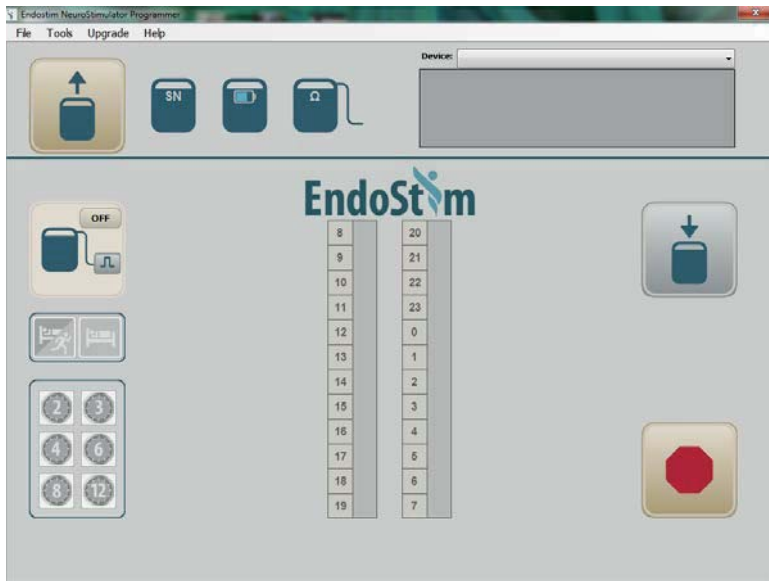 Endostim NeuroStimulator Programmer
File Tools Upgrade Help
Device:
SN
Ω
EndoStim
OFF
8 20
9 21
10 22
11 23
12 0
13 1
14 2
15 3
16 4
17 5
18 6
19 7
2 3
4 6
8 12